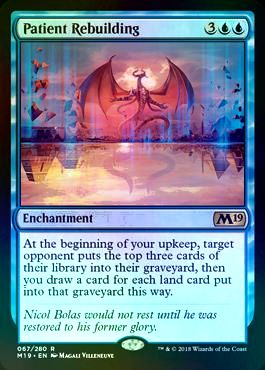 Patient Rebuilding 3
Enchantment M19
At the beginning of your upkeep, target
opponent puts the top three cards of
their library into their graveyard, then
you draw a card for each land card put
into that graveyard this way.
Nicol Bolas would not rest until he was
restored to his former glory.
067/280 R
M19 • EN MAGALI VILLENEUVE
™ & © 2018 Wizards of the Coast